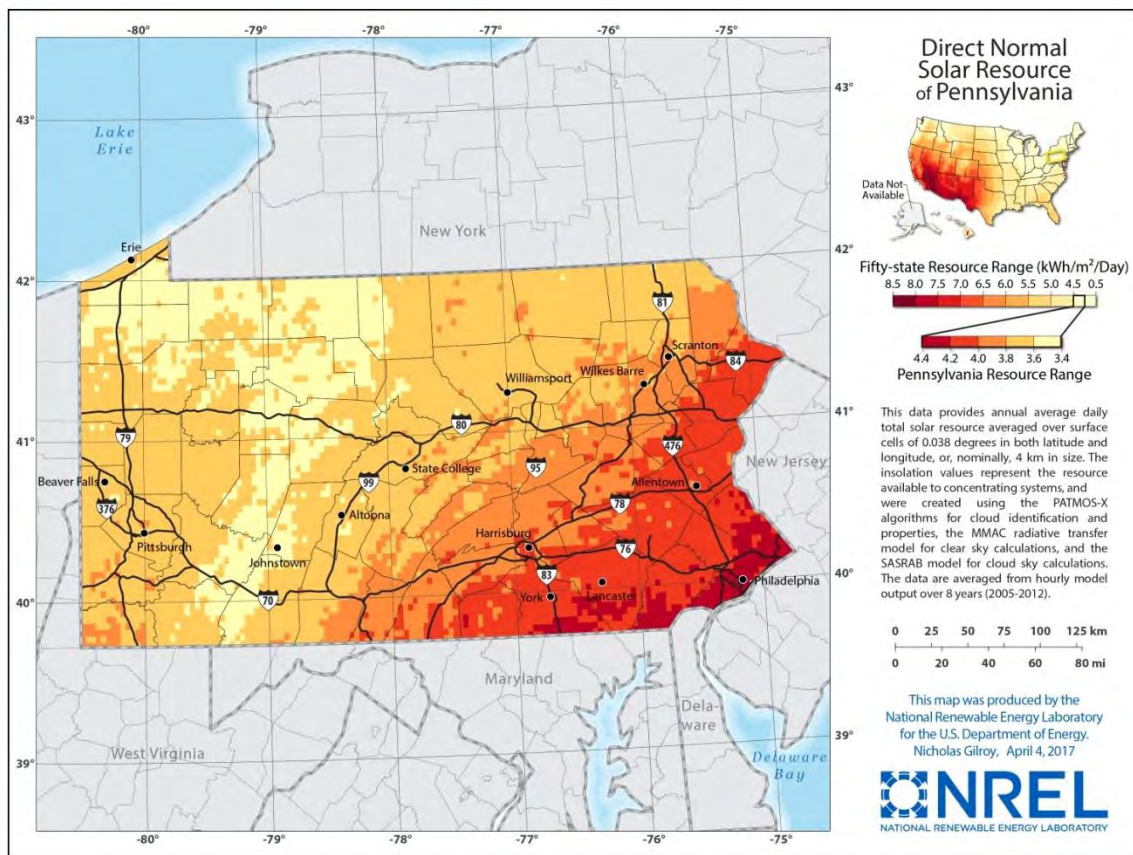 -80°
-79°
-78°
-77°
-76°
-75°
43°
43°
Lake
Erie
New York
Erie
42°
42°
81
Scranton
84
Wilkes Barre
Williamsport
80
41°
41°
79
476
New Jersey
State College
95
Beaver Falls
99
Allentown
376
78
Altoona
Pittsburgh
Harrisburg
76
Johnstown
83
Philadelphia
40°
40°
70
York
Lancaster
Maryland
Dela-
ware
West Virginia
39°
39°
Delaware
Bay
-80°
-79°
-78°
-77°
-76°
-75°
Direct Normal
Solar Resource
of Pennsylvania
Data Not
Available
Fifty-state Resource Range (kWh/m²/Day)
8.5 8.0 7.5 7.0 6.5 6.0 5.5 5.0 4.5 0.5
4.4 4.2 4.0 3.8 3.6 3.4
Pennsylvania Resource Range
This data provides annual average daily
total solar resource averaged over surface
cells of 0.038 degrees in both latitude and
longitude, or, nominally, 4 km in size. The
insolation values represent the resource
available to concentrating systems, and
were created using the PATMOS-X
algorithms for cloud identification and
properties, the MMAC radiative transfer
model for clear sky calculations, and the
SASRAB model for cloud sky calculations.
The data are averaged from hourly model
output over 8 years (2005-2012).
0 25 50 75 100 125 km
0 20 40 60 80 mi
This map was produced by the
National Renewable Energy Laboratory
for the U.S. Department of Energy.
Nicholas Gilroy, April 4, 2017
NREL
NATIONAL RENEWABLE ENERGY LABORATORY